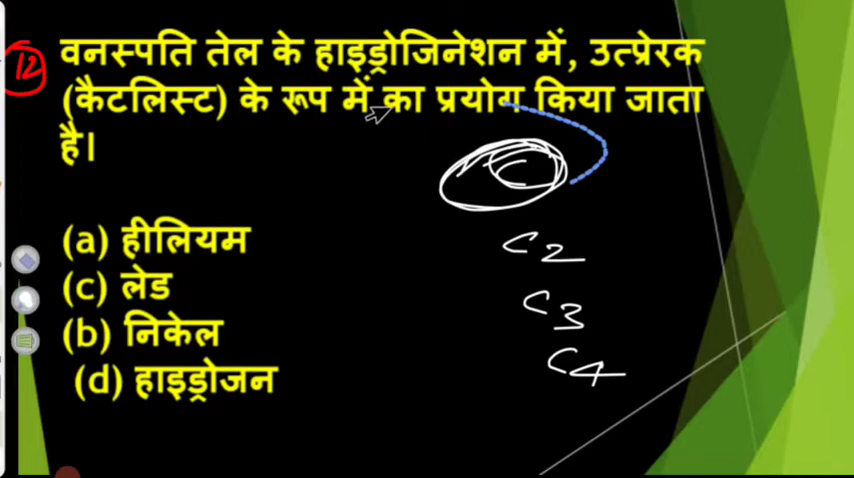 12
वनस्पति तेल के हाइड्रोजिनेशन में, उत्प्रेरक
(कैटलिस्ट) के रूप में का प्रयोग किया जाता
है।
(a) हीलियम
(c) लेड
(b) निकेल
(d) हाइड्रोजन
C
C2
C3
C4